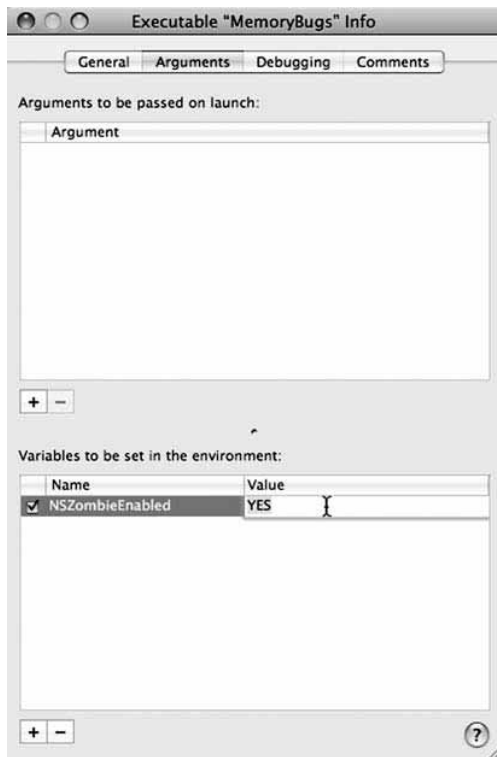 Executable "MemoryBugs" Info
General Arguments Debugging Comments
Arguments to be passed on launch:
Argument
+ −
Variables to be set in the environment:
Name Value
NSZombieEnabled YES
+ − ?